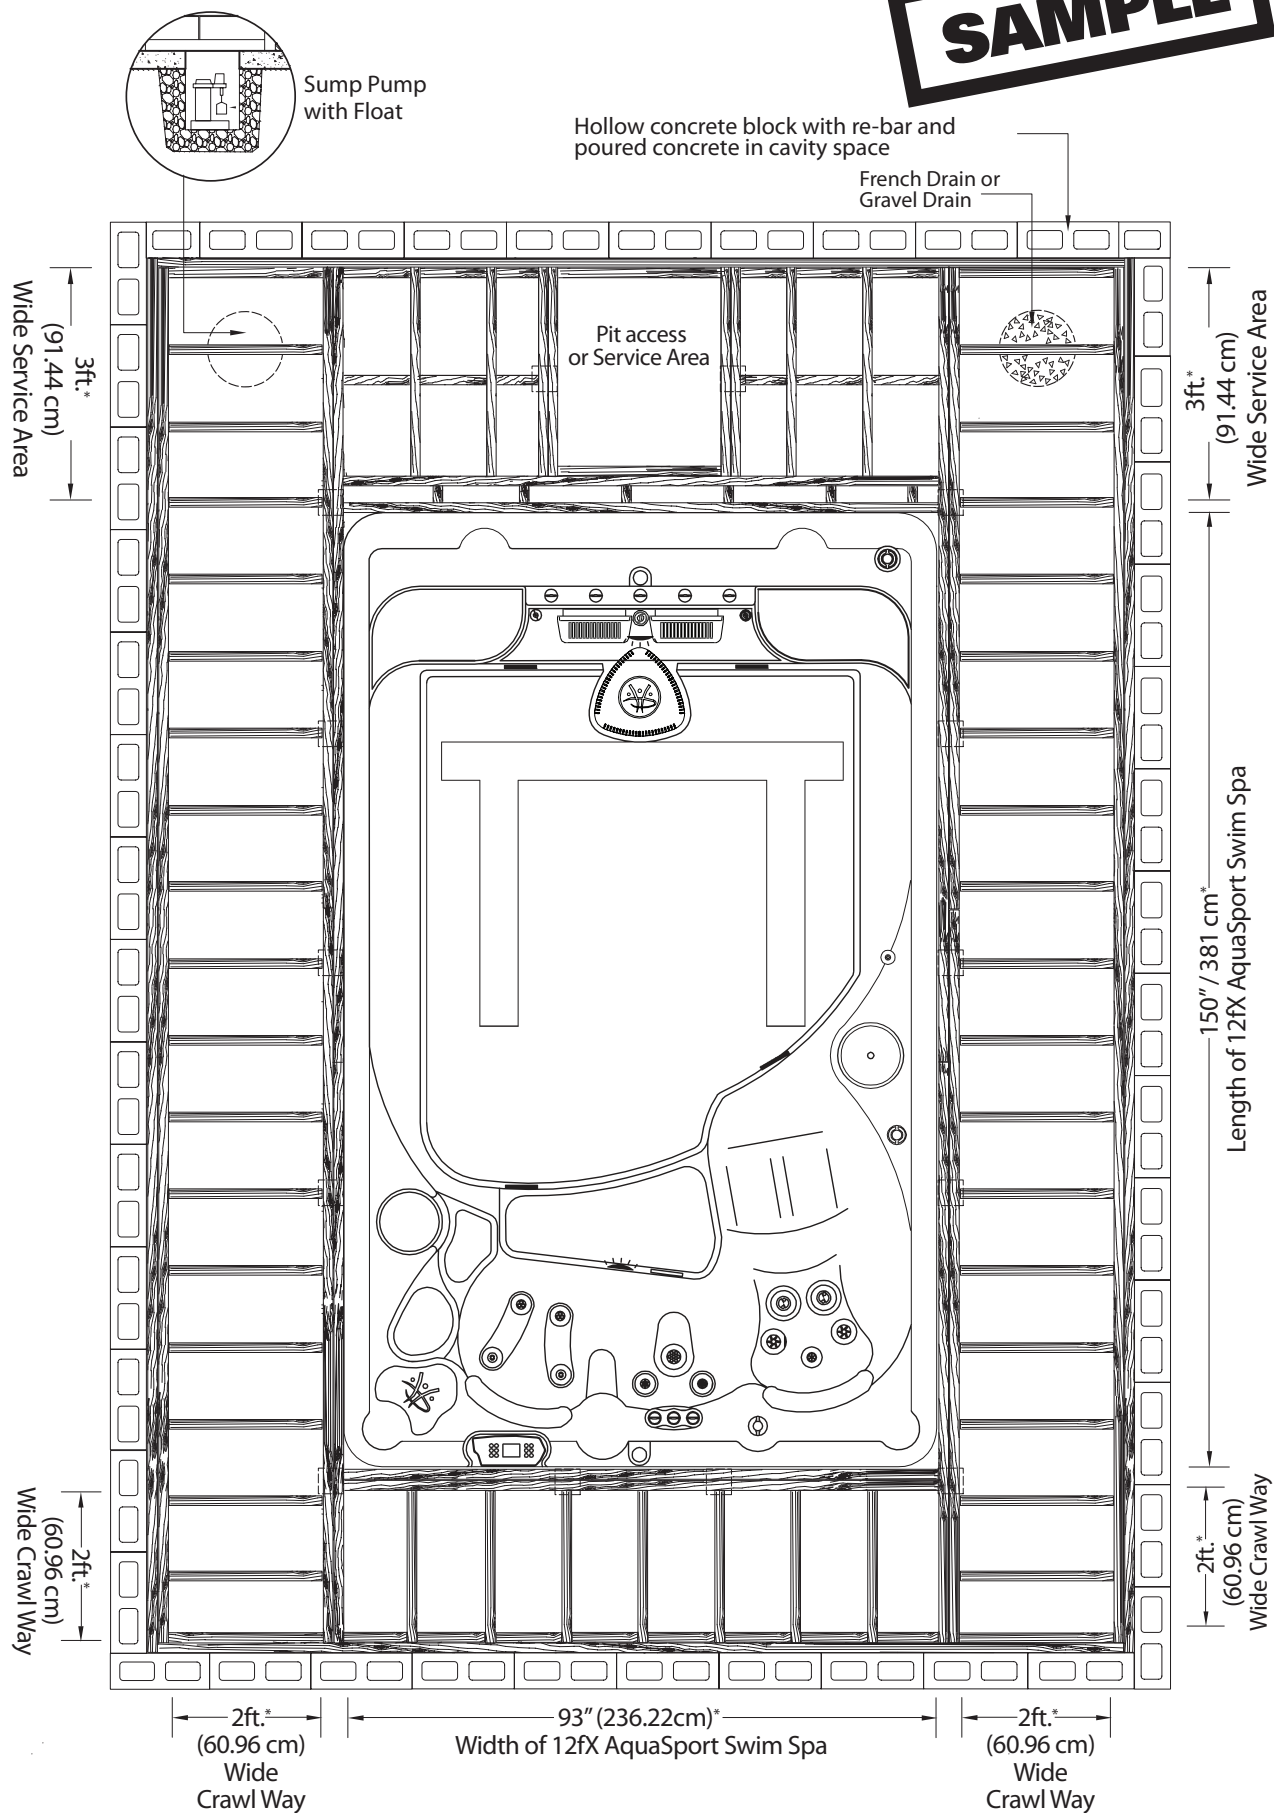 SAMPLE
Sump Pump
with Float
Hollow concrete block with re-bar and
poured concrete in cavity space
French Drain or
Gravel Drain
3ft.*
(91.44 cm)
Wide Service Area
Pit access
or Service Area
3ft.*
(91.44 cm)
Wide Service Area
150” / 381 cm*
Length of 12fX AquaSport Swim Spa
2ft.*
(60.96 cm)
Wide Crawl Way
2ft.*
(60.96 cm)
Wide Crawl Way
2ft.*
(60.96 cm)
Wide
Crawl Way
93” (236.22cm)*
Width of 12fX AquaSport Swim Spa
2ft.*
(60.96 cm)
Wide
Crawl Way